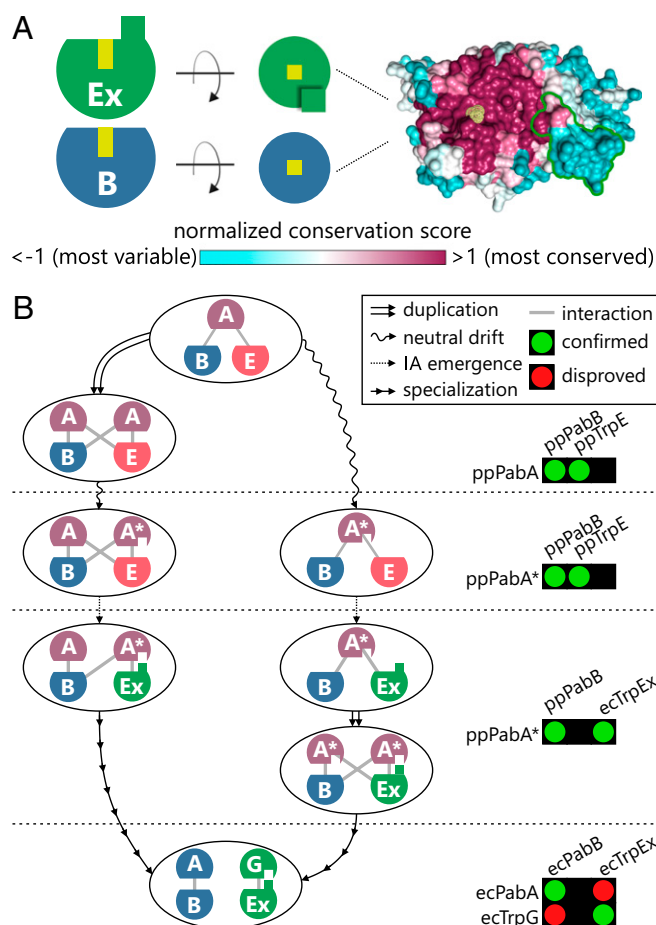 A
Ex
B
normalized conservation score
<-1 (most variable) >1 (most conserved)
B
A
B E
duplication
neutral drift
IA emergence
specialization
interaction
confirmed
disproved
A A
B E
ppPabB
ppTrpE
ppPabA
A A*
B E
A*
B E
ppPabB
ppTrpE
ppPabA*
A A*
B Ex
A*
B Ex
ppPabB
ecTrpEx
ppPabA*
A* A*
B Ex
A G
B Ex
ecPabB
ecTrpEx
ecPabA
ecTrpG